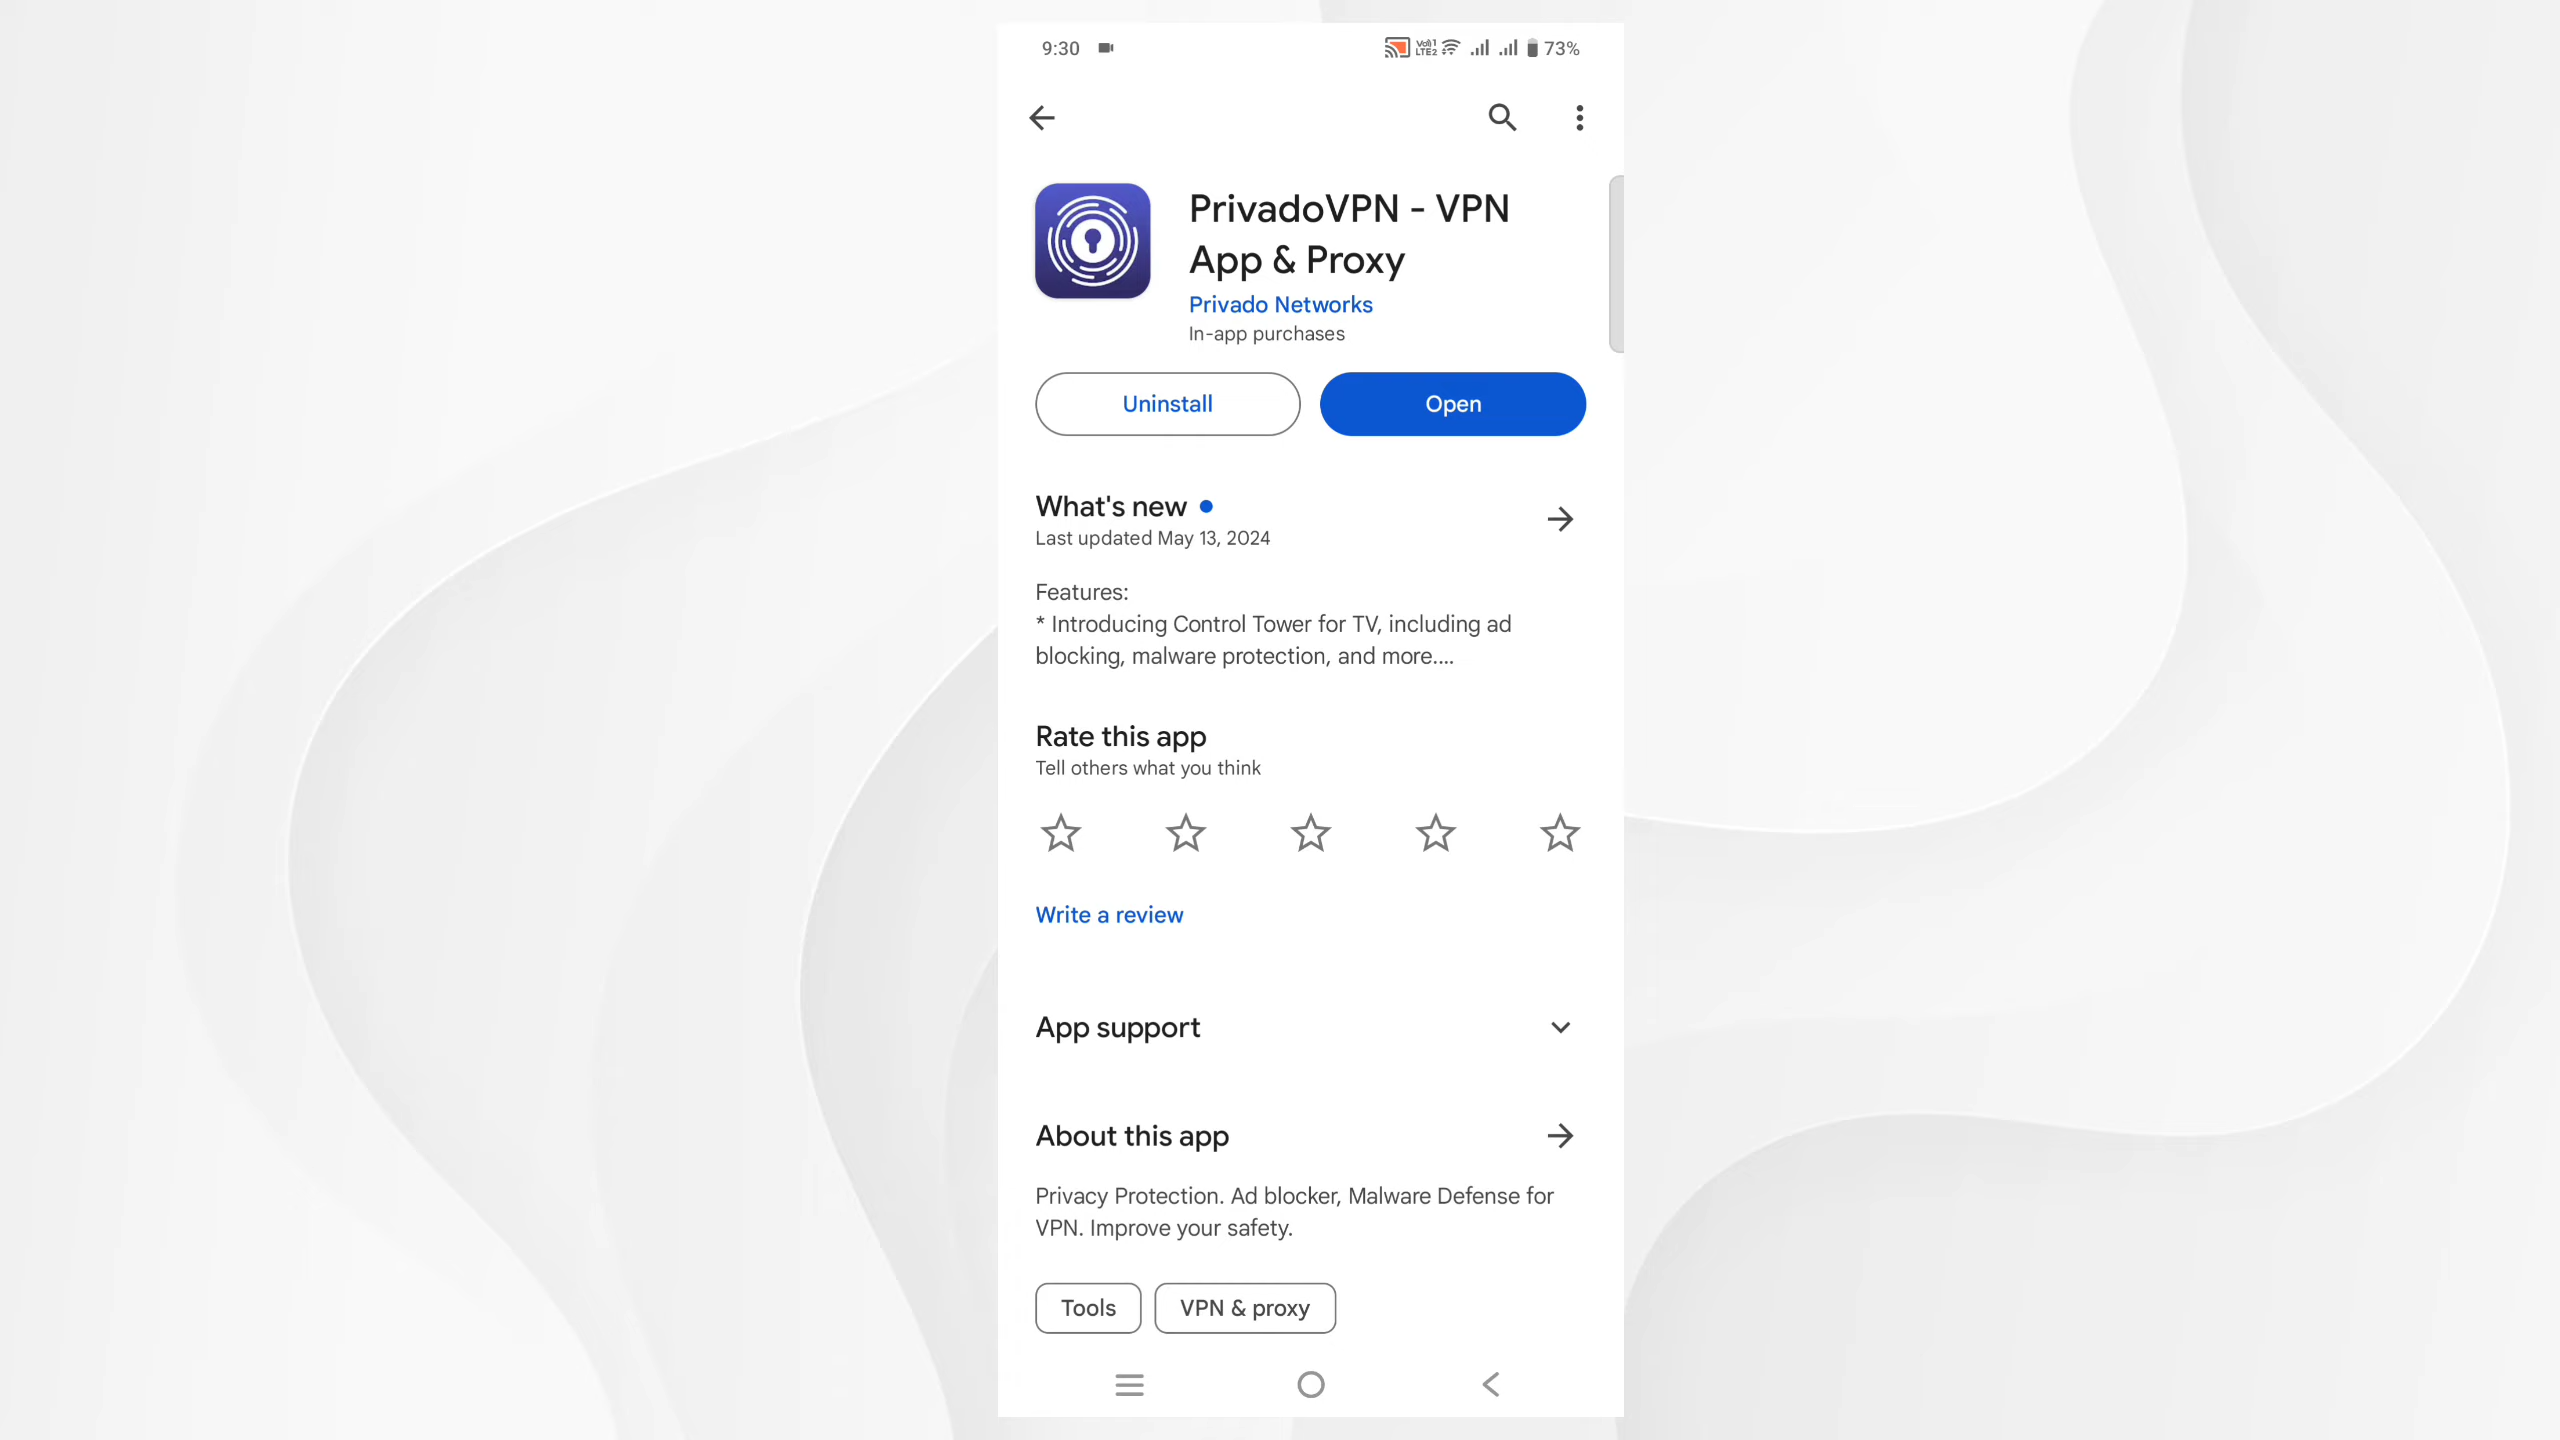 9:30
Vo)) 1
LTE2
73%
PrivadoVPN - VPN
App & Proxy
Privado Networks
In-app purchases
Uninstall
Open
What's new
Last updated May 13, 2024
Features:
* Introducing Control Tower for TV, including ad
blocking, malware protection, and more....
Rate this app
Tell others what you think
Write a review
App support
About this app
Privacy Protection. Ad blocker, Malware Defense for
VPN. Improve your safety.
Tools
VPN & proxy